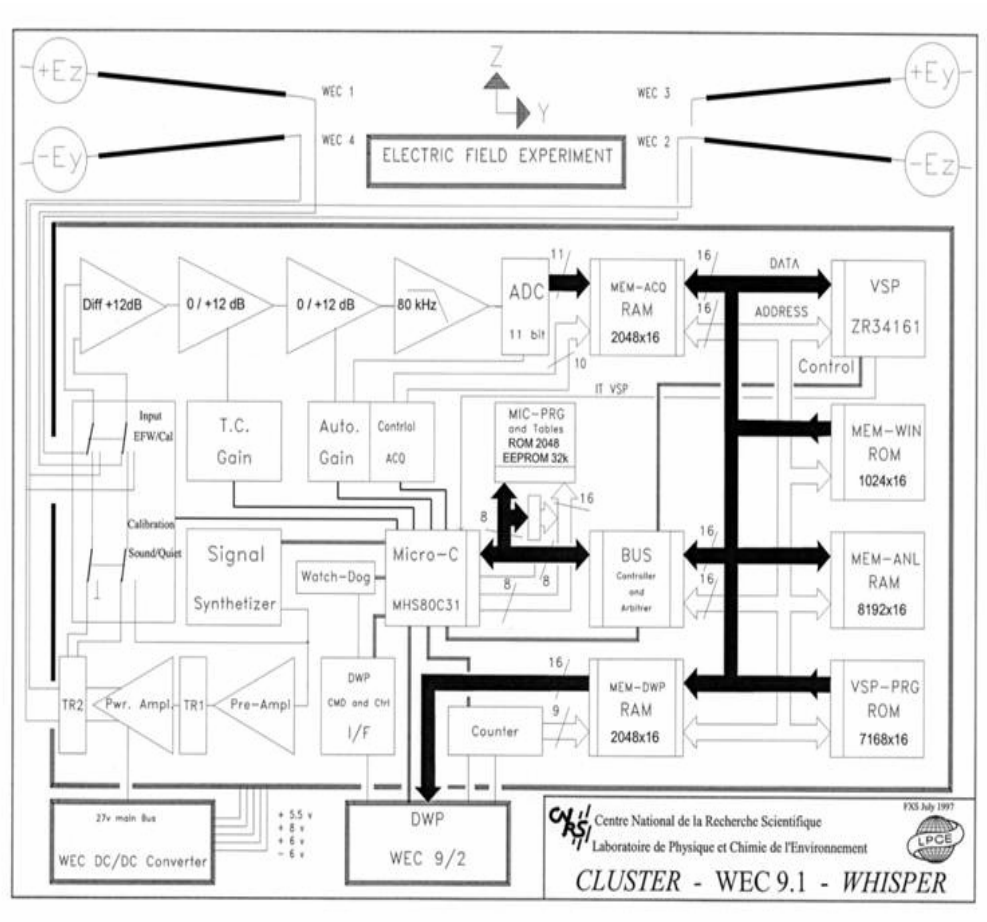 +Ez
WEC 1
Z
Y
WEC 3
+Ey
-Ey
WEC 4
ELECTRIC FIELD EXPERIMENT
WEC 2
-Ez
Diff +12dB
0 / +12 dB
0 / +12 dB
80 kHz
ADC
11 bit
11
MEM-ACQ
RAM
2048x16
16
DATA
16
ADDRESS
VSP
ZR34161
Control
10
IT VSP
Input
EFW/Cal
T.C.
Gain
Auto.
Gain
Contrlol
ACQ
MIC-PRG
and Tables
ROM 2048
EEPROM 32k
MEM-WIN
ROM
1024x16
16
8
Calibration
Sound/Quiet
Signal
Synthetizer
Watch-Dog
Micro-C
MHS80C31
8
8
BUS
Controller
and
Arbitrer
16
16
MEM-ANL
RAM
8192x16
TR2
Pwr. Ampl.
TR1
Pre-Ampl
DWP
CMD and Ctrl
I/F
Counter
16
9
MEM-DWP
RAM
2048x16
VSP-PRG
ROM
7168x16
27v main Bus
WEC DC/DC Converter
+ 5.5 v
+ 8 v
+ 6 v
- 6 v
DWP
WEC 9/2
FXS July 1997
CNRS
Centre National de la Recherche Scientifique
Laboratoire de Physique et Chimie de l'Environnement
LPCE
CLUSTER - WEC 9.1 - WHISPER